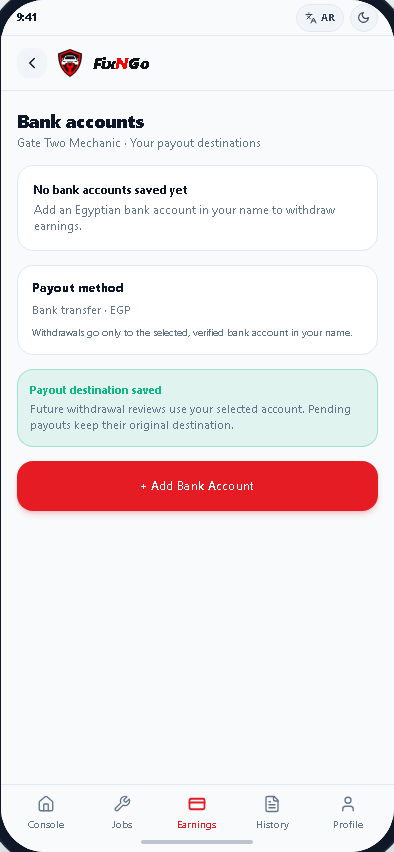 9:41
AR
FixNGo
Bank accounts
Gate Two Mechanic · Your payout destinations
No bank accounts saved yet
Add an Egyptian bank account in your name to withdraw
earnings.
Payout method
Bank transfer · EGP
Withdrawals go only to the selected, verified bank account in your name.
Payout destination saved
Future withdrawal reviews use your selected account. Pending
payouts keep their original destination.
+ Add Bank Account
Console
Jobs
Earnings
History
Profile